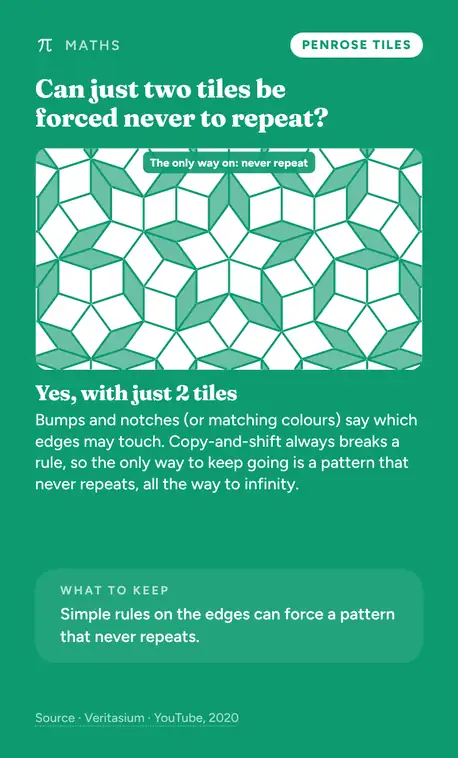 π MATHS
PENROSE TILES
Can just two tiles be
forced never to repeat?
The only way on: never repeat
Yes, with just 2 tiles
Bumps and notches (or matching colours) say which
edges may touch. Copy-and-shift always breaks a
rule, so the only way to keep going is a pattern that
never repeats, all the way to infinity.
WHAT TO KEEP
Simple rules on the edges can force a pattern
that never repeats.
Source · Veritasium · YouTube, 2020